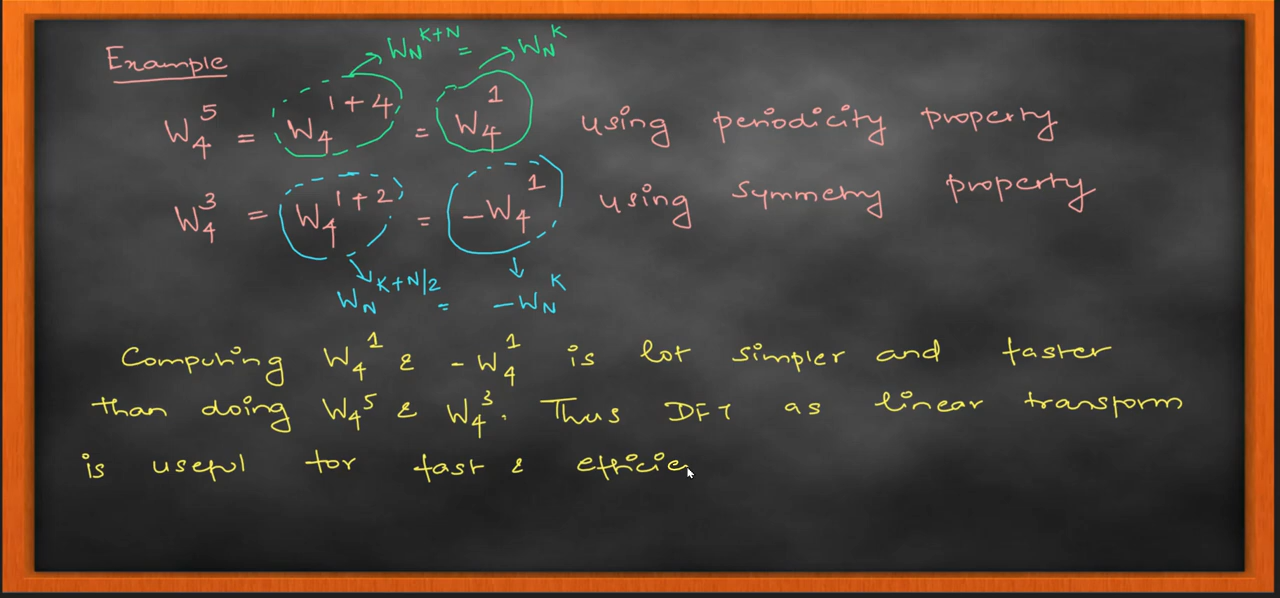 W_N^{K+N} = W_N^K
Example
W_4^5 = W_4^{1+4} = W_4^1 using periodicity property
W_4^3 = W_4^{1+2} = -W_4^1 using symmetry property
W_N^{K+N/2} = -W_N^K
Computing W_4^1 & -W_4^1 is lot simpler and faster
than doing W_4^5 & W_4^3. Thus DFT as linear transform
is useful for fast & efficie